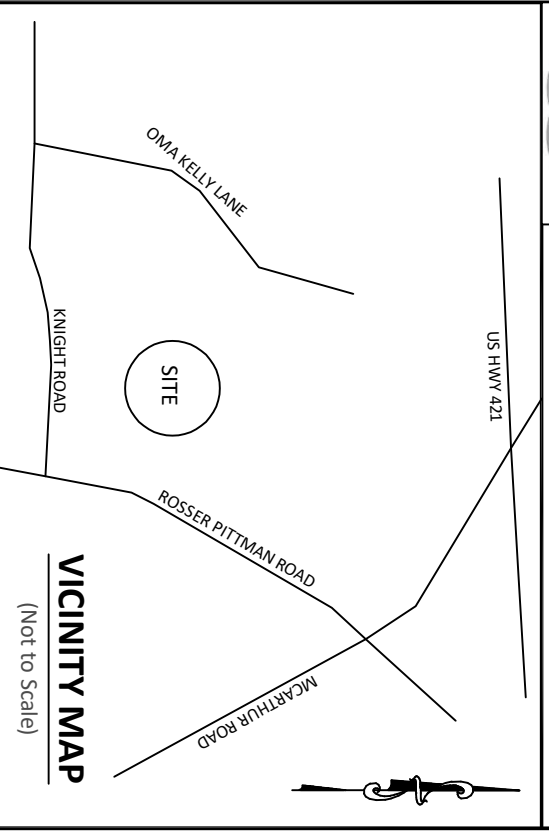 US HWY 421
OMA KELLY LANE
SITE
KNIGHT ROAD
ROSSER PITTMAN ROAD
MCARTHUR ROAD
VICINITY MAP
(Not to Scale)